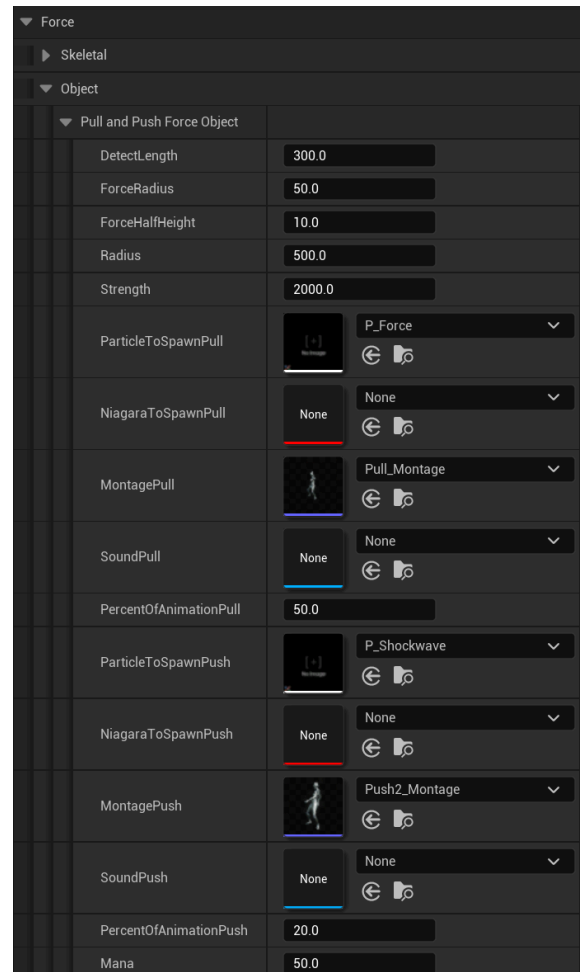 Force
Skeletal
Object
Pull and Push Force Object
DetectLength 300.0
ForceRadius 50.0
ForceHalfHeight 10.0
Radius 500.0
Strength 2000.0
ParticleToSpawnPull P_Force
NiagaraToSpawnPull None None
MontagePull Pull_Montage
SoundPull None None
PercentOfAnimationPull 50.0
ParticleToSpawnPush P_Shockwave
NiagaraToSpawnPush None None
MontagePush Push2_Montage
SoundPush None None
PercentOfAnimationPush 20.0
Mana 50.0